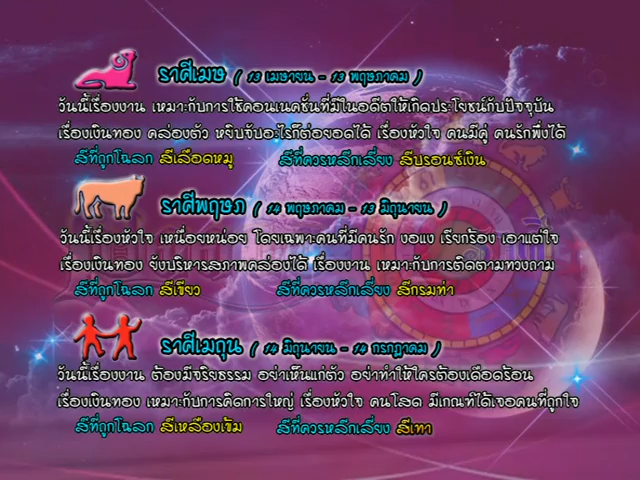 ราศีเมษ ( 13 เมษายน - 13 พฤษภาคม )
วันนี้เรื่องงาน เหมาะกับการใช้คอนเนคชั่นที่มีในอดีตให้เกิดประโยชน์กับปัจจุบัน
เรื่องเงินทอง คล่องตัว หยิบจับอะไรก็ต่อยอดได้ เรื่องหัวใจ คนมีคู่ คนรักพึ่งได้
สีที่ถูกโฉลก สีเลือดหมู สีที่ควรหลีกเลี่ยง สีบรอนซ์เงิน
ราศีพฤษภ ( 14 พฤษภาคม - 13 มิถุนายน )
วันนี้เรื่องหัวใจ เหนื่อยหน่อย โดยเฉพาะคนที่มีคนรัก งอแง เรียกร้อง เอาแต่ใจ
เรื่องเงินทอง ยังบริหารสภาพคล่องได้ เรื่องงาน เหมาะกับการติดตามทวงถาม
สีที่ถูกโฉลก สีเขียว สีที่ควรหลีกเลี่ยง สีกรมท่า
ราศีเมถุน ( 14 มิถุนายน - 14 กรกฎาคม )
วันนี้เรื่องงาน ต้องมีจริยธรรม อย่าเห็นแก่ตัว อย่าทำให้ใครต้องเดือดร้อน
เรื่องเงินทอง เหมาะกับการคิดการใหญ่ เรื่องหัวใจ คนโสด มีเกณฑ์ได้เจอคนที่ถูกใจ
สีที่ถูกโฉลก สีเหลืองเข้ม สีที่ควรหลีกเลี่ยง สีเทา